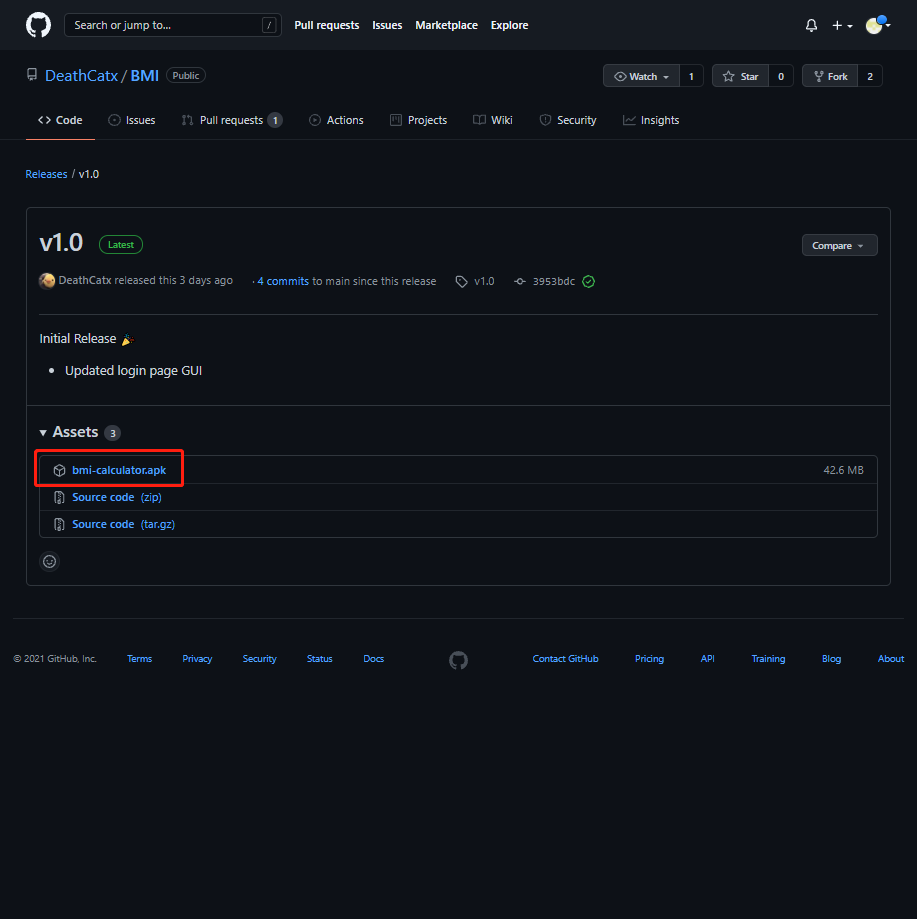 Search or jump to... / Pull requests Issues Marketplace Explore
DeathCatx / BMI Public Watch 1 Star 0 Fork 2
Code Issues Pull requests 1 Actions Projects Wiki Security Insights
Releases / v1.0
v1.0 Latest Compare
DeathCatx released this 3 days ago · 4 commits to main since this release v1.0 3953bdc
Initial Release
• Updated login page GUI
Assets 3
bmi-calculator.apk 42.6 MB
Source code (zip)
Source code (tar.gz)
© 2021 GitHub, Inc. Terms Privacy Security Status Docs Contact GitHub Pricing API Training Blog About